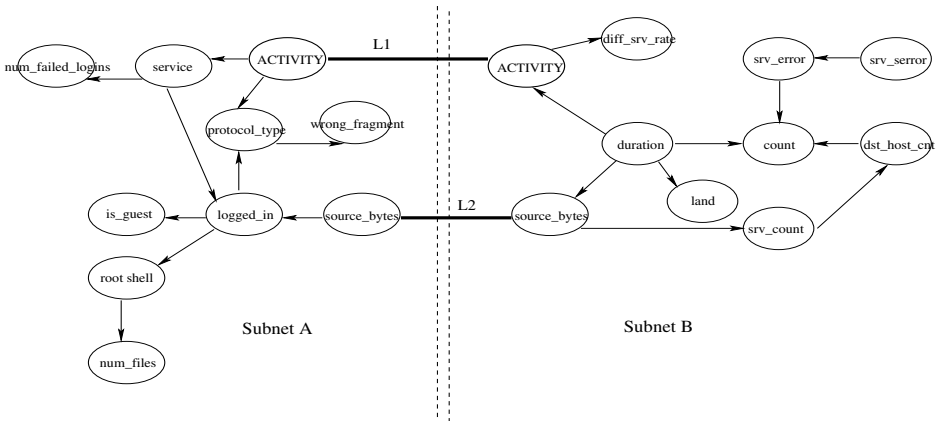 L1
diff_srv_rate
num_failed_logins
service
ACTIVITY
ACTIVITY
srv_error
srv_serror
protocol_type
wrong_fragment
duration
count
dst_host_cnt
is_guest
logged_in
source_bytes
L2
source_bytes
land
srv_count
root shell
Subnet A
Subnet B
num_files